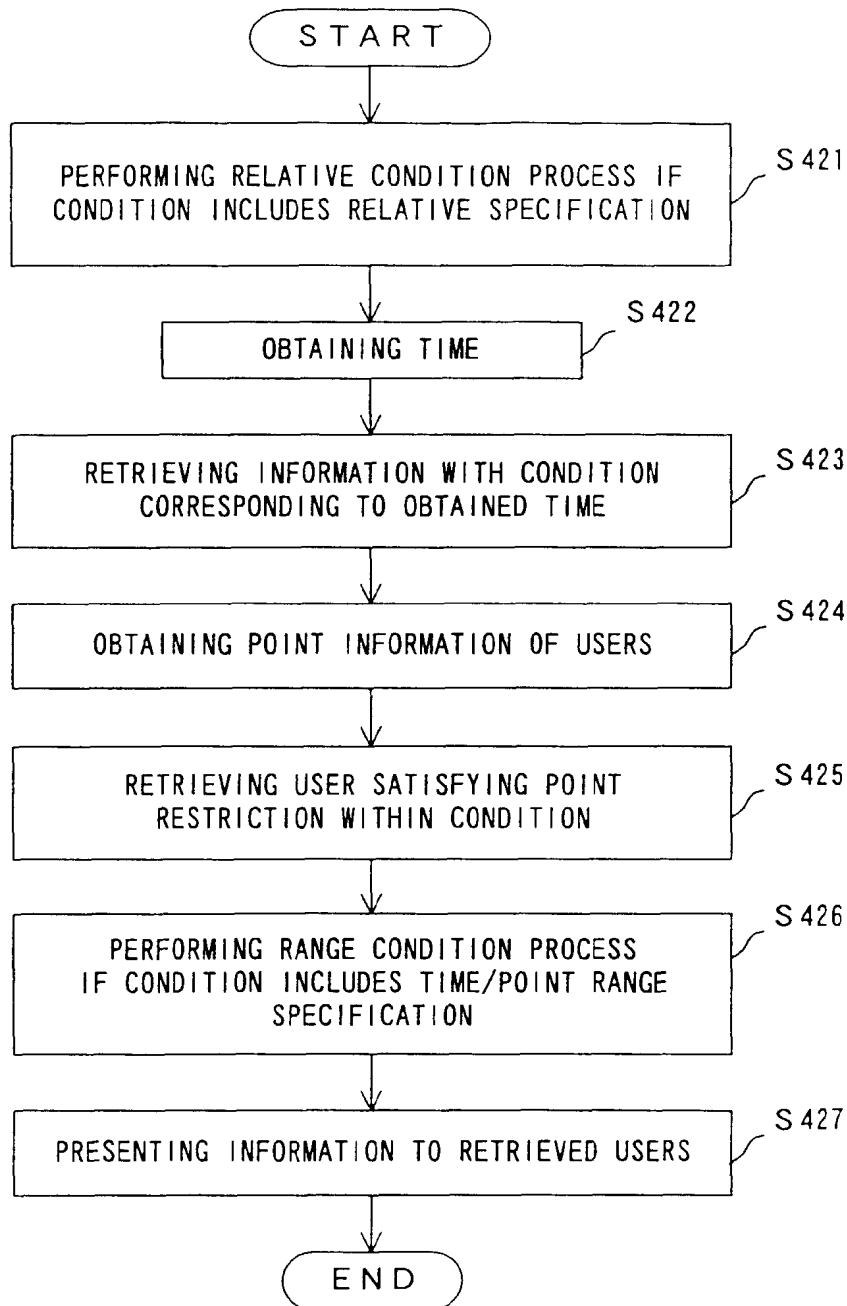 START
PERFORMING RELATIVE CONDITION PROCESS IF
CONDITION INCLUDES RELATIVE SPECIFICATION
S421
OBTAINING TIME
S422
RETRIEVING INFORMATION WITH CONDITION
CORRESPONDING TO OBTAINED TIME
S423
OBTAINING POINT INFORMATION OF USERS
S424
RETRIEVING USER SATISFYING POINT
RESTRICTION WITHIN CONDITION
S425
PERFORMING RANGE CONDITION PROCESS
IF CONDITION INCLUDES TIME/POINT RANGE
SPECIFICATION
S426
PRESENTING INFORMATION TO RETRIEVED USERS
S427
END